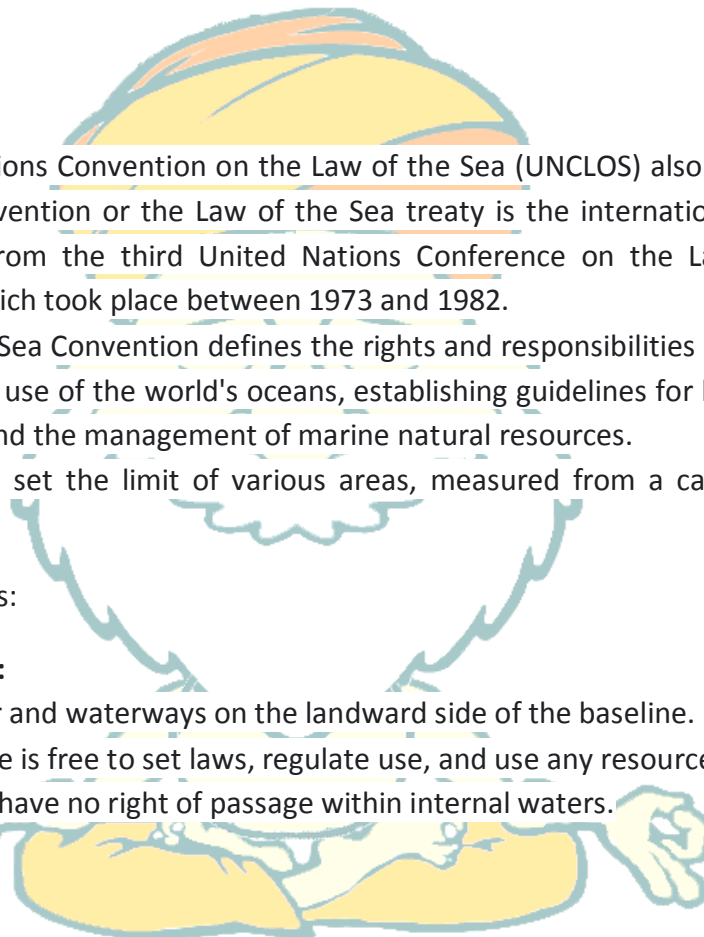 ions Convention on the Law of the Sea (UNCLOS) also
vention or the Law of the Sea treaty is the internatio
rom the third United Nations Conference on the La
ich took place between 1973 and 1982.
Sea Convention defines the rights and responsibilities
use of the world's oceans, establishing guidelines for
nd the management of marine natural resources.
set the limit of various areas, measured from a ca
s:
:
r and waterways on the landward side of the baseline.
e is free to set laws, regulate use, and use any resource
have no right of passage within internal waters.